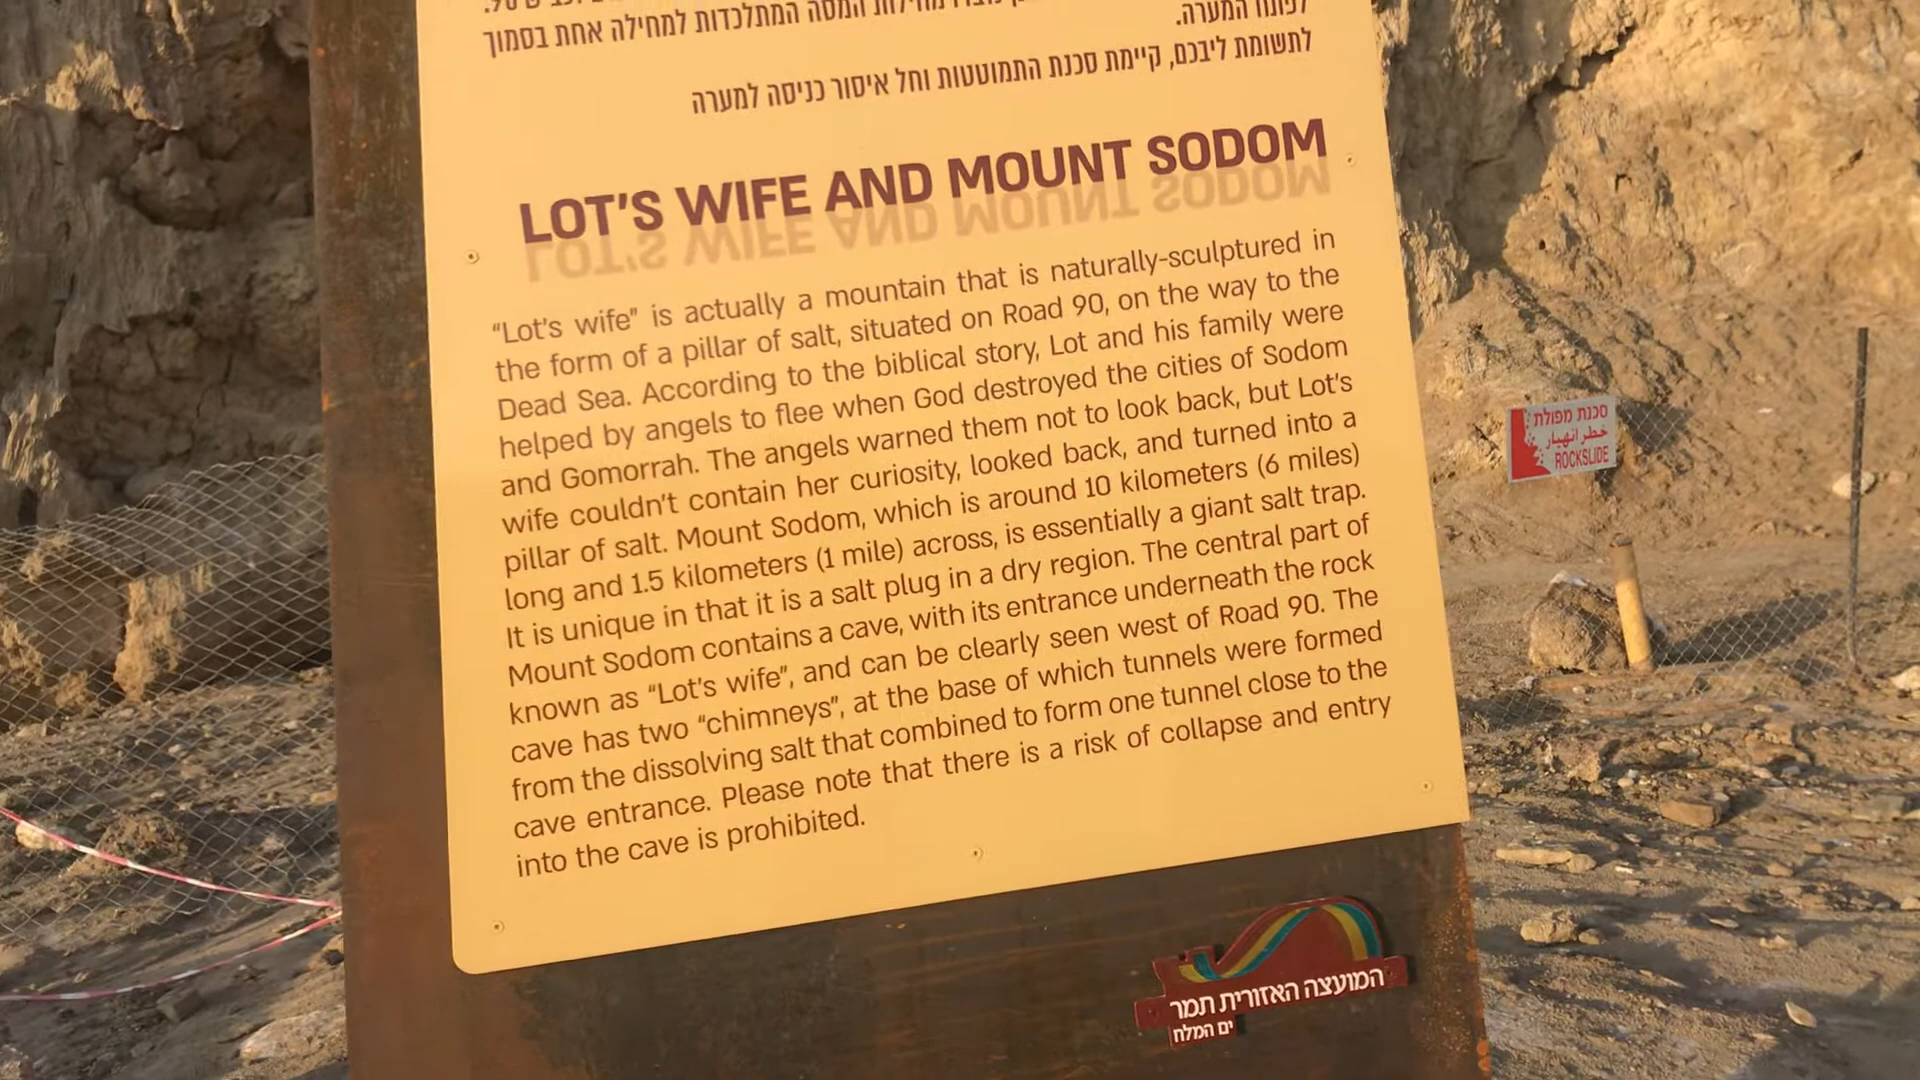 המסה המתלכדות למחילה אחת בסמוך
לפתח המערה.
לתשומת ליבכם, קיימת סכנת התמוטטות וחל איסור כניסה למערה
LOT'S WIFE AND MOUNT SODOM
“Lot's wife” is actually a mountain that is naturally-sculptured in
the form of a pillar of salt, situated on Road 90, on the way to the
Dead Sea. According to the biblical story, Lot and his family were
helped by angels to flee when God destroyed the cities of Sodom
and Gomorrah. The angels warned them not to look back, but Lot's
wife couldn't contain her curiosity, looked back, and turned into a
pillar of salt. Mount Sodom, which is around 10 kilometers (6 miles)
long and 1.5 kilometers (1 mile) across, is essentially a giant salt trap.
It is unique in that it is a salt plug in a dry region. The central part of
Mount Sodom contains a cave, with its entrance underneath the rock
known as “Lot's wife”, and can be clearly seen west of Road 90. The
cave has two “chimneys”, at the base of which tunnels were formed
from the dissolving salt that combined to form one tunnel close to the
cave entrance. Please note that there is a risk of collapse and entry
into the cave is prohibited.
סכנת מפולת
خطر انهيار
ROCKSLIDE
המועצה האזורית תמר
ים המלח